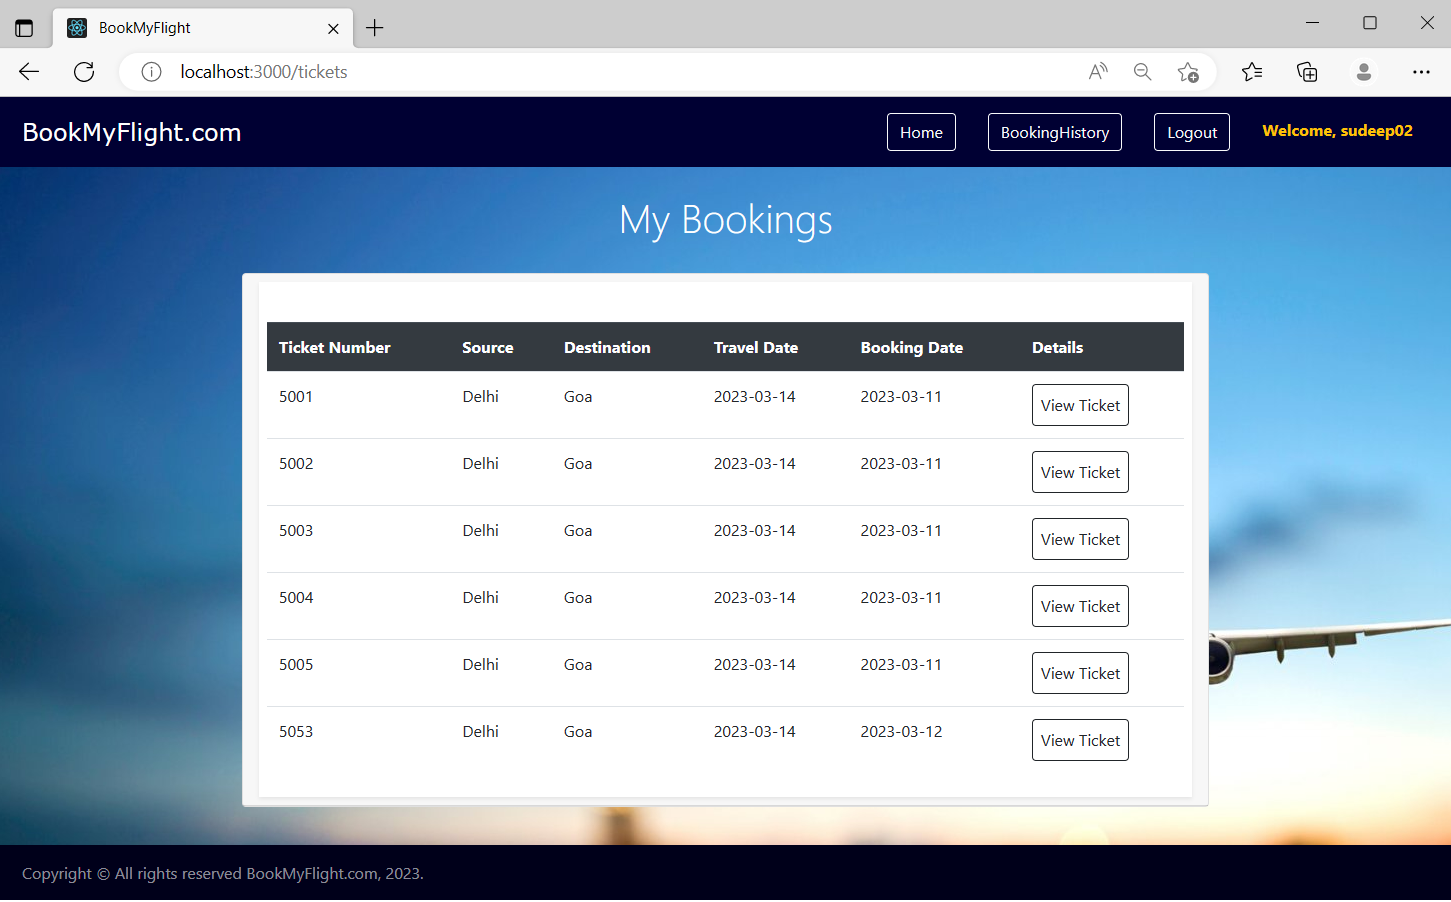 BookMyFlight
localhost:3000/tickets
BookMyFlight.com Home BookingHistory Logout Welcome, sudeep02
My Bookings
Ticket Number Source Destination Travel Date Booking Date Details
5001 Delhi Goa 2023-03-14 2023-03-11 View Ticket
5002 Delhi Goa 2023-03-14 2023-03-11 View Ticket
5003 Delhi Goa 2023-03-14 2023-03-11 View Ticket
5004 Delhi Goa 2023-03-14 2023-03-11 View Ticket
5005 Delhi Goa 2023-03-14 2023-03-11 View Ticket
5053 Delhi Goa 2023-03-14 2023-03-12 View Ticket
Copyright © All rights reserved BookMyFlight.com, 2023.